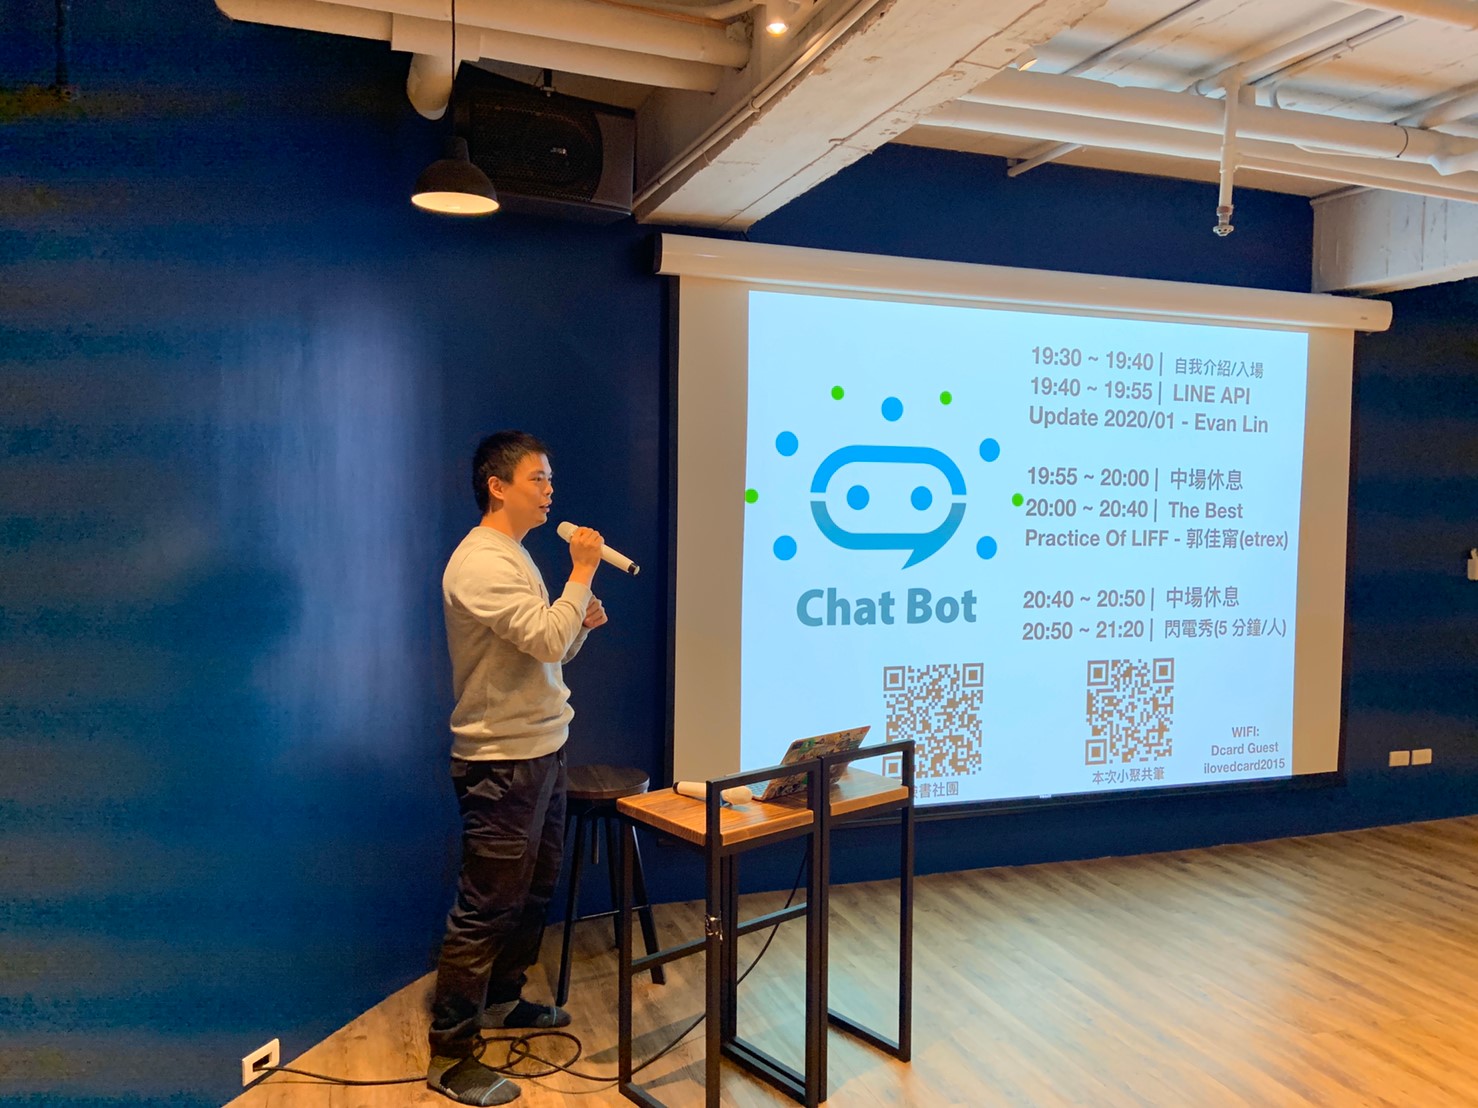 19:30 ~ 19:40 | 自我介紹/入場
19:40 ~ 19:55 | LINE API
Update 2020/01 - Evan Lin
19:55 ~ 20:00 | 中場休息
20:00 ~ 20:40 | The Best
Practice Of LIFF - 郭佳甯(etrex)
20:40 ~ 20:50 | 中場休息
20:50 ~ 21:20 | 閃電秀(5 分鐘/人)
Chat Bot
書社團
本次小聚共筆
WIFI:
Dcard Guest
ilovedcard2015